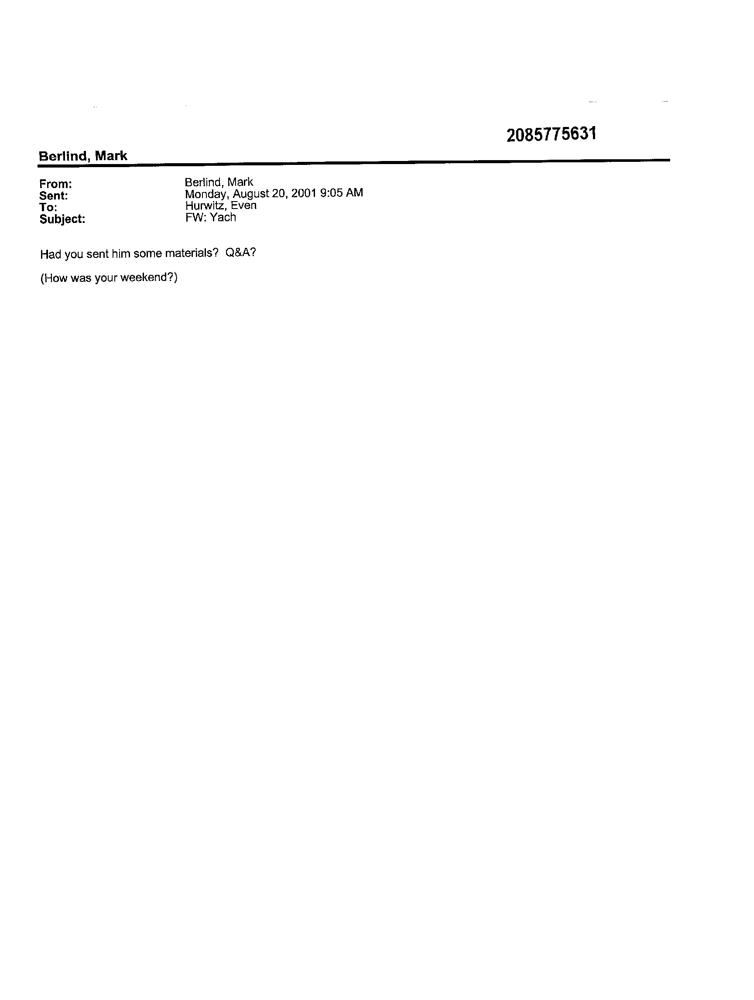 2085775631
Berlind, Mark
From: Berlind, Mark
Sent: Monday, August 20, 2001 9:05 AM
To: Hurwitz, Even
Subject: FW: Yach
Had you sent him some materials? Q&A?
(How was your weekend?)